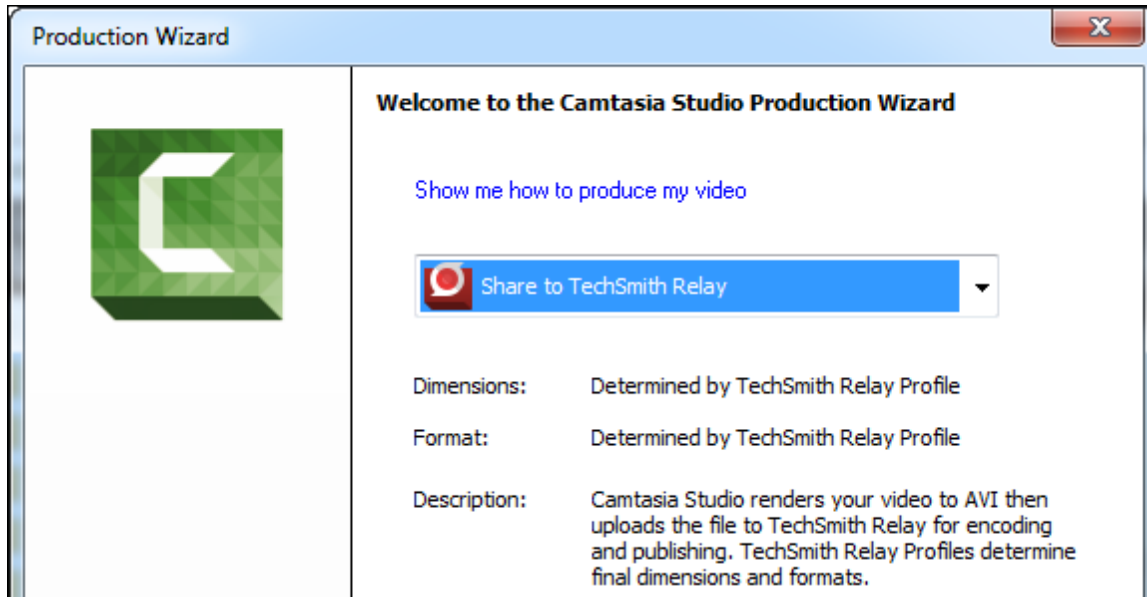 Production Wizard
Welcome to the Camtasia Studio Production Wizard
Show me how to produce my video
Share to TechSmith Relay
Dimensions: Determined by TechSmith Relay Profile
Format: Determined by TechSmith Relay Profile
Description: Camtasia Studio renders your video to AVI then
uploads the file to TechSmith Relay for encoding
and publishing. TechSmith Relay Profiles determine
final dimensions and formats.